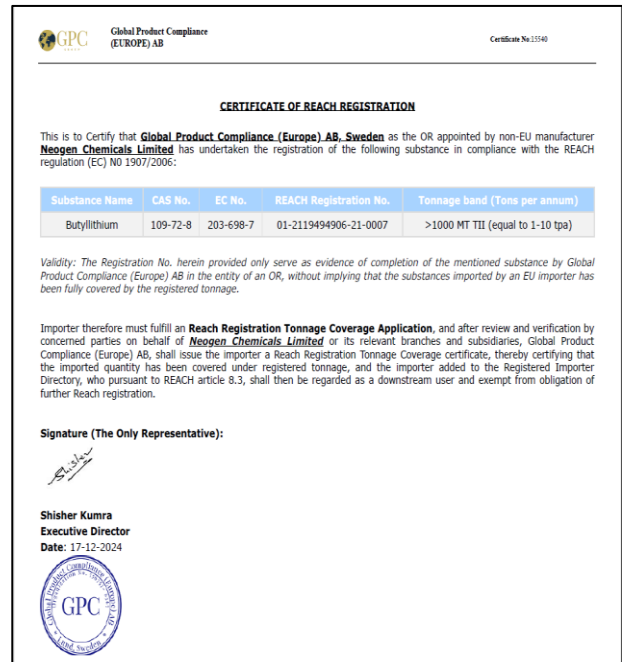 GPC
GROUP
Global Product Compliance
(EUROPE) AB
Certificate No:15540
CERTIFICATE OF REACH REGISTRATION
This is to Certify that Global Product Compliance (Europe) AB, Sweden as the OR appointed by non-EU manufacturer
Neogen Chemicals Limited has undertaken the registration of the following substance in compliance with the REACH
regulation (EC) N0 1907/2006:
Substance Name CAS No. EC No. REACH Registration No. Tonnage band (Tons per annum)
Butyllithium 109-72-8 203-698-7 01-2119494906-21-0007 >1000 MT TII (equal to 1-10 tpa)
Validity: The Registration No. herein provided only serve as evidence of completion of the mentioned substance by Global
Product Compliance (Europe) AB in the entity of an OR, without implying that the substances imported by an EU importer has
been fully covered by the registered tonnage.
Importer therefore must fulfill an Reach Registration Tonnage Coverage Application, and after review and verification by
concerned parties on behalf of Neogen Chemicals Limited or its relevant branches and subsidiaries, Global Product
Compliance (Europe) AB, shall issue the importer a Reach Registration Tonnage Coverage certificate, thereby certifying that
the imported quantity has been covered under registered tonnage, and the importer added to the Registered Importer
Directory, who pursuant to REACH article 8.3, shall then be regarded as a downstream user and exempt from obligation of
further Reach registration.
Signature (The Only Representative):
Shisher
Shisher Kumra
Executive Director
Date: 17-12-2024
Global Product Compliance (Europe) AB
GPC
Lund, Sweden